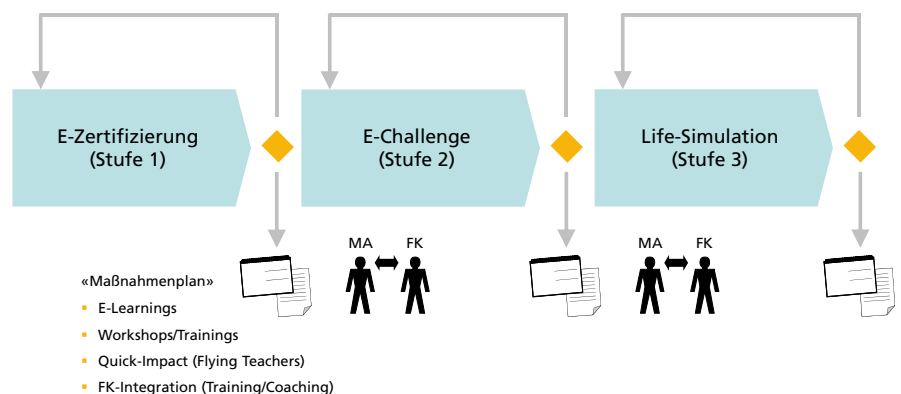 E-Zertifizierung
(Stufe 1)
E-Challenge
(Stufe 2)
Life-Simulation
(Stufe 3)
MA FK
MA FK
«Maßnahmenplan»
E-Learnings
Workshops/Trainings
Quick-Impact (Flying Teachers)
FK-Integration (Training/Coaching)